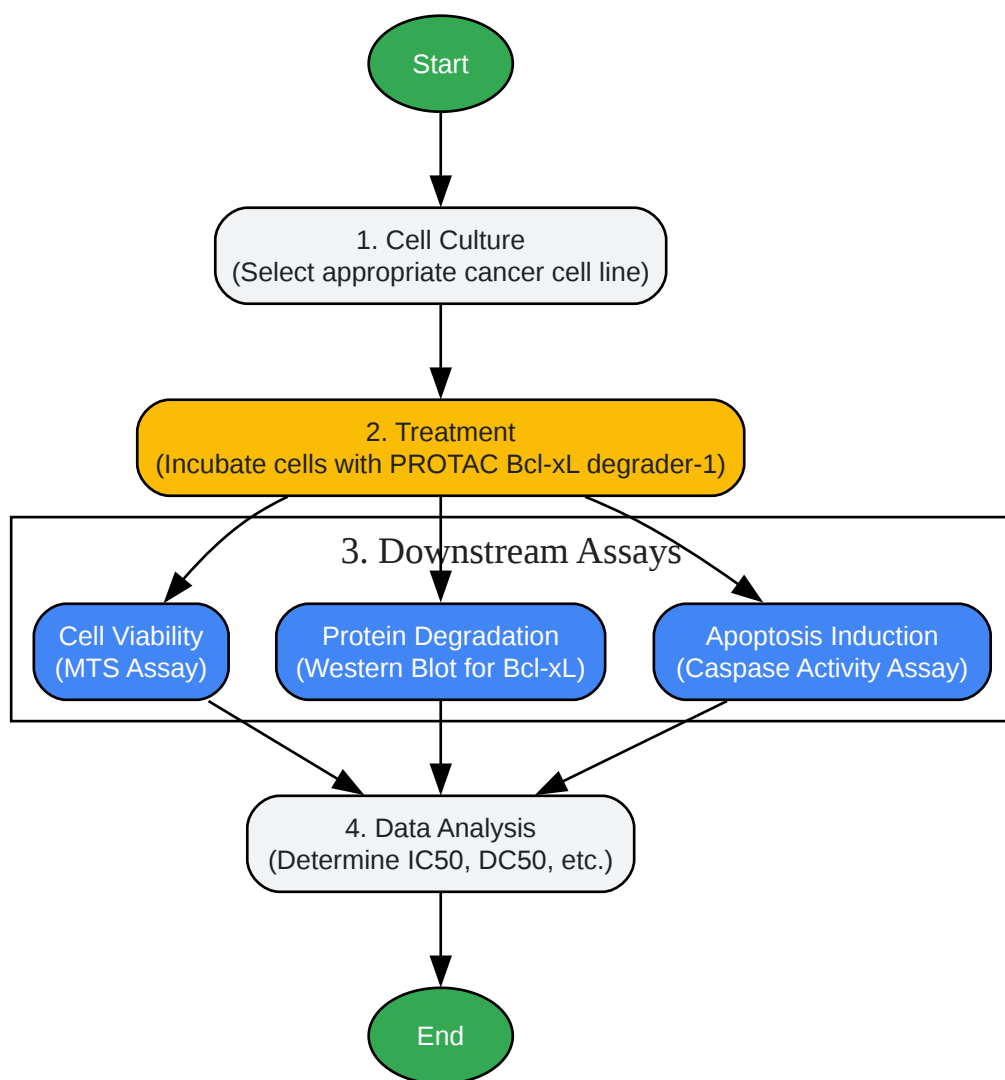 Start
1. Cell Culture
(Select appropriate cancer cell line)
2. Treatment
(Incubate cells with PROTAC Bcl-xL degrader-1)
3. Downstream Assays
Cell Viability
(MTS Assay)
Protein Degradation
(Western Blot for Bcl-xL)
Apoptosis Induction
(Caspase Activity Assay)
4. Data Analysis
(Determine IC50, DC50, etc.)
End